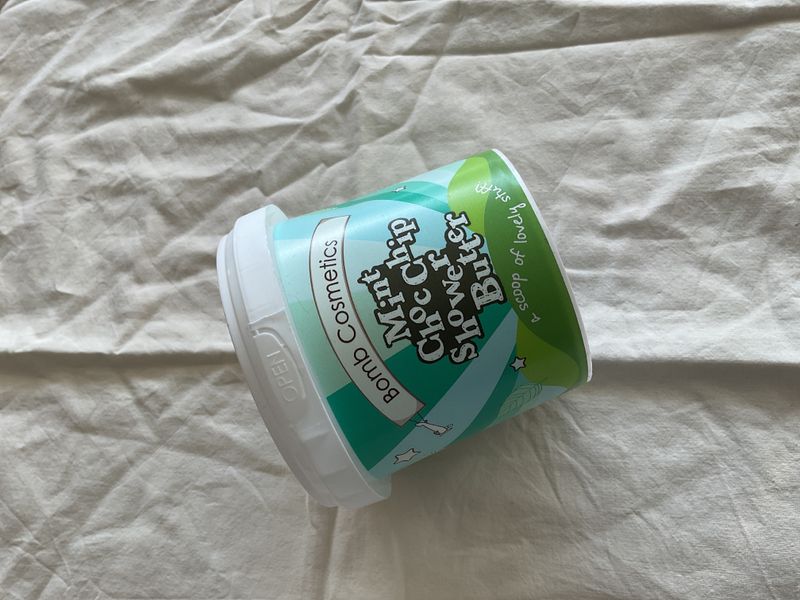 OPEN
Bomb Cosmetics
Mint
Choc Chip
Shower
Butter
A scoop of lovely stuff